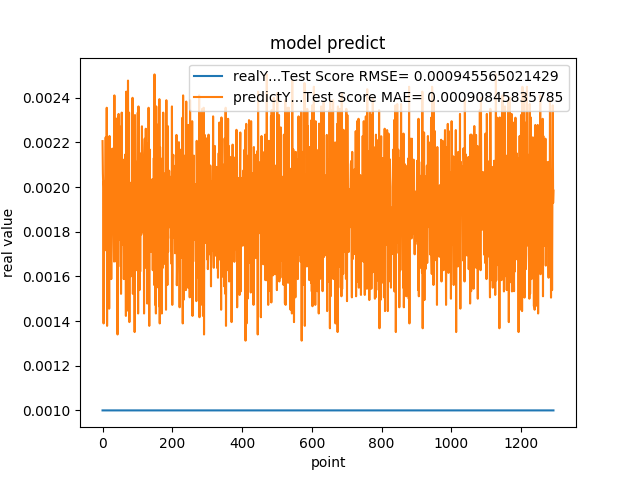 model predict
realY...Test Score RMSE= 0.000945565021429
predictY...Test Score MAE= 0.00090845835785
0.0024
0.0022
0.0020
0.0018
0.0016
0.0014
0.0012
0.0010
real value
0 200 400 600 800 1000 1200
point